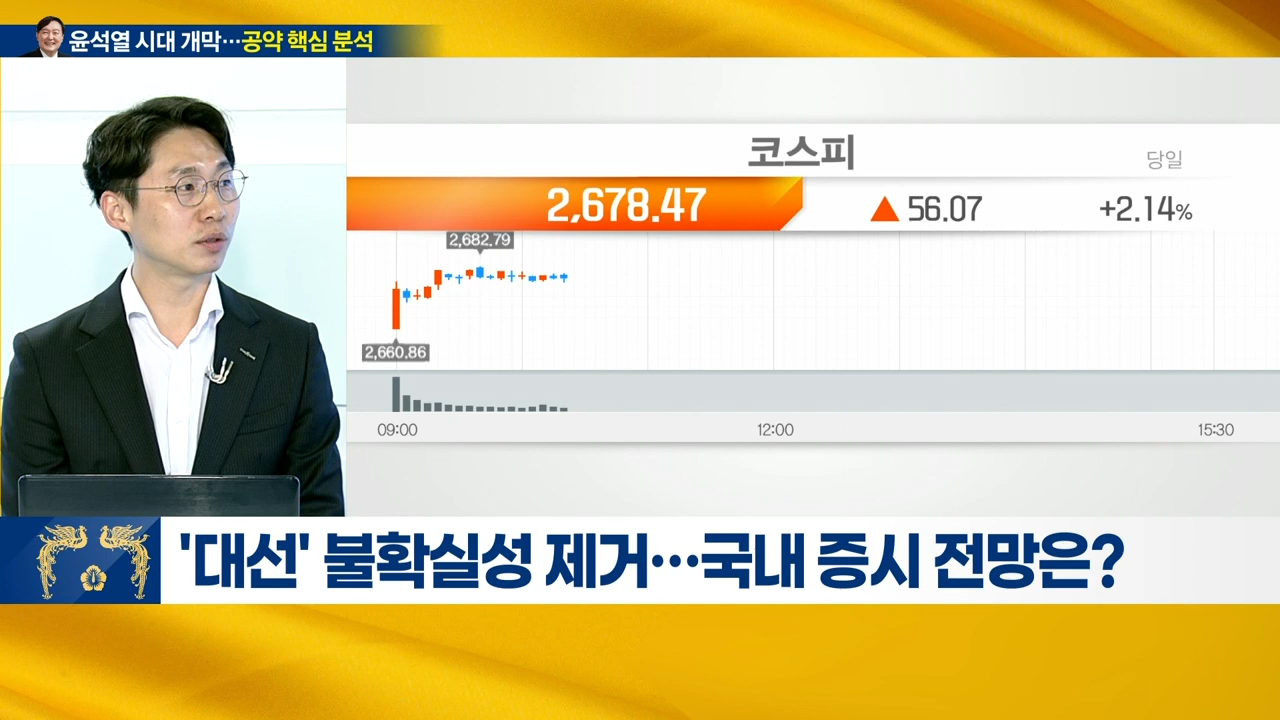 윤석열 시대 개막…공약 핵심 분석
코스피
당일
2,678.47 ▲ 56.07 +2.14%
2,682.79
2,660.86
09:00 12:00 15:30
'대선' 불확실성 제거…국내 증시 전망은?